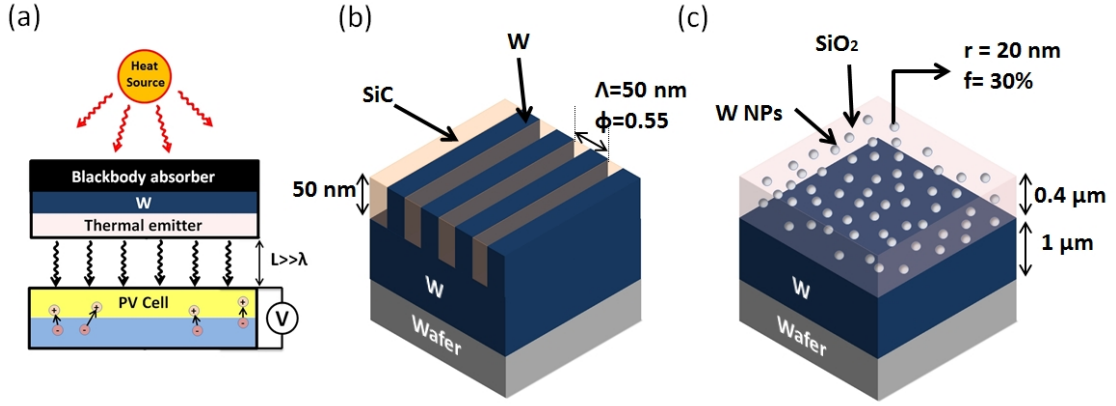 (a)
Heat
Source
Blackbody absorber
W
Thermal emitter
L>>λ
PV Cell
+ + + +
- - - -
V
(b)
W
SiC
Λ=50 nm
ϕ=0.55
50 nm
W
Wafer
(c)
SiO₂
r = 20 nm
f= 30%
W NPs
0.4 µm
1 µm
W
Wafer